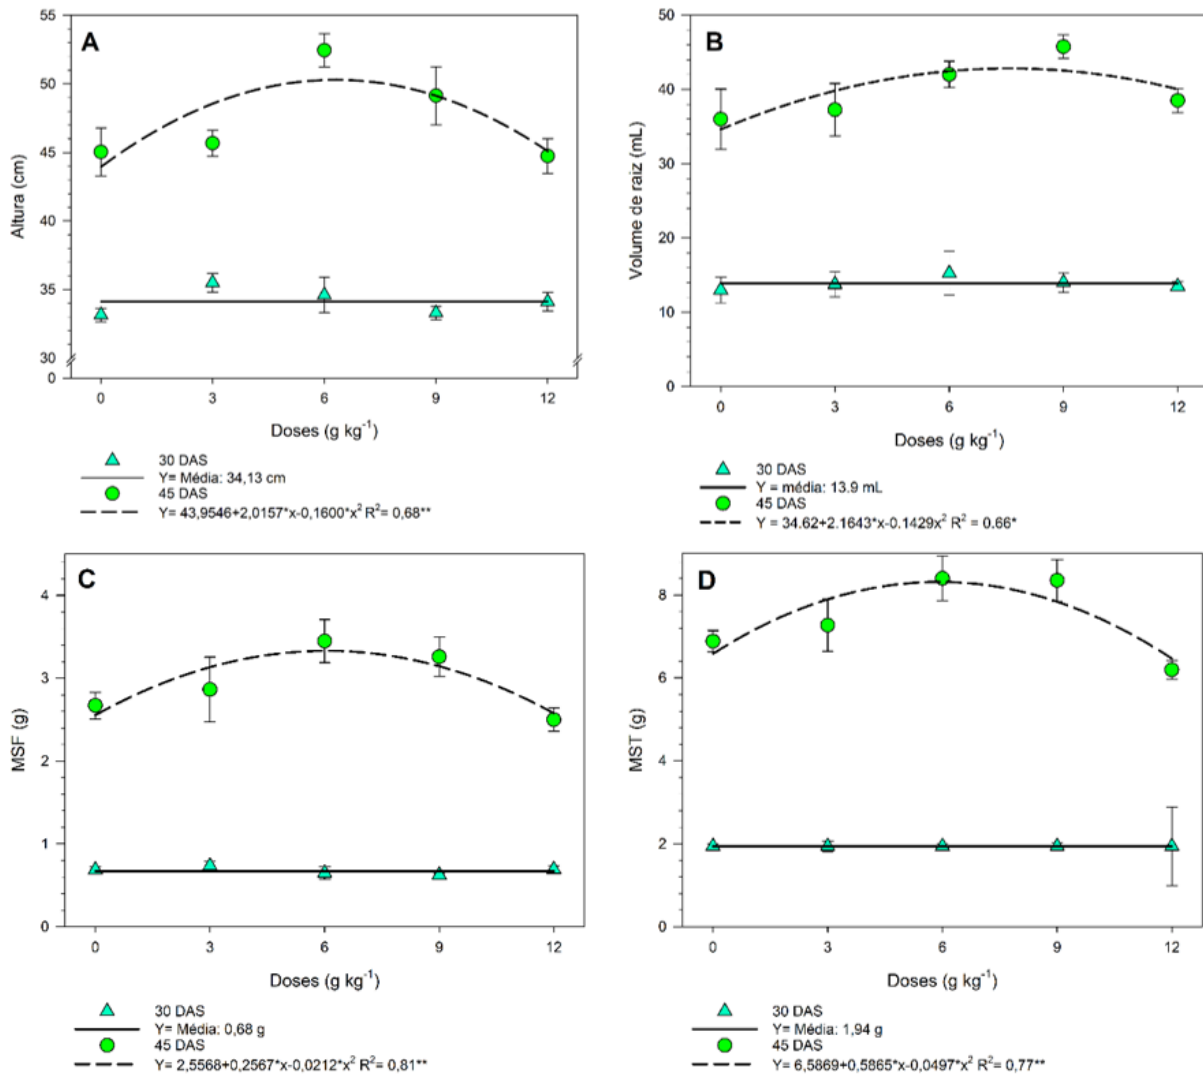 A
Altura (cm)
55
50
45
40
35
30
0
0 3 6 9 12
Doses (g kg-1)
30 DAS
Y= Média: 34,13 cm
45 DAS
Y= 43,9546+2,0157*x-0,1600*x² R²= 0,68**
B
Volume de raiz (mL)
50
40
30
20
10
0
0 3 6 9 12
Doses (g kg-1)
30 DAS
Y = média: 13.9 mL
45 DAS
Y = 34.62+2.1643*x-0.1429x² R² = 0.66*
C
MSF (g)
4
3
2
1
0
0 3 6 9 12
Doses (g kg-1)
30 DAS
Y= Média: 0,68 g
45 DAS
Y= 2,5568+0,2567*x-0,0212*x² R²= 0,81**
D
MST (g)
8
6
4
2
0
0 3 6 9 12
Doses (g kg-1)
30 DAS
Y= Média: 1,94 g
45 DAS
Y= 6,5869+0,5865*x-0,0497*x² R²= 0,77**